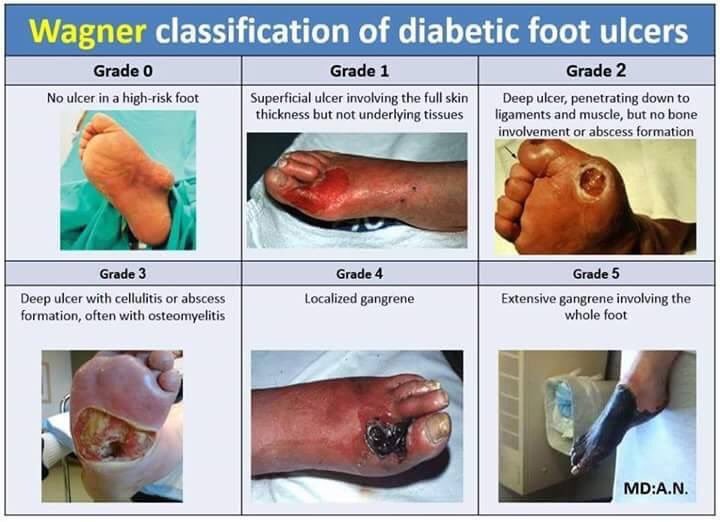 Wagner classification of diabetic foot ulcers
Grade 0
No ulcer in a high-risk foot
Grade 1
Superficial ulcer involving the full skin
thickness but not underlying tissues
Grade 2
Deep ulcer, penetrating down to
ligaments and muscle, but no bone
involvement or abscess formation
Grade 3
Deep ulcer with cellulitis or abscess
formation, often with osteomyelitis
Grade 4
Localized gangrene
Grade 5
Extensive gangrene involving the
whole foot
MD:A.N.